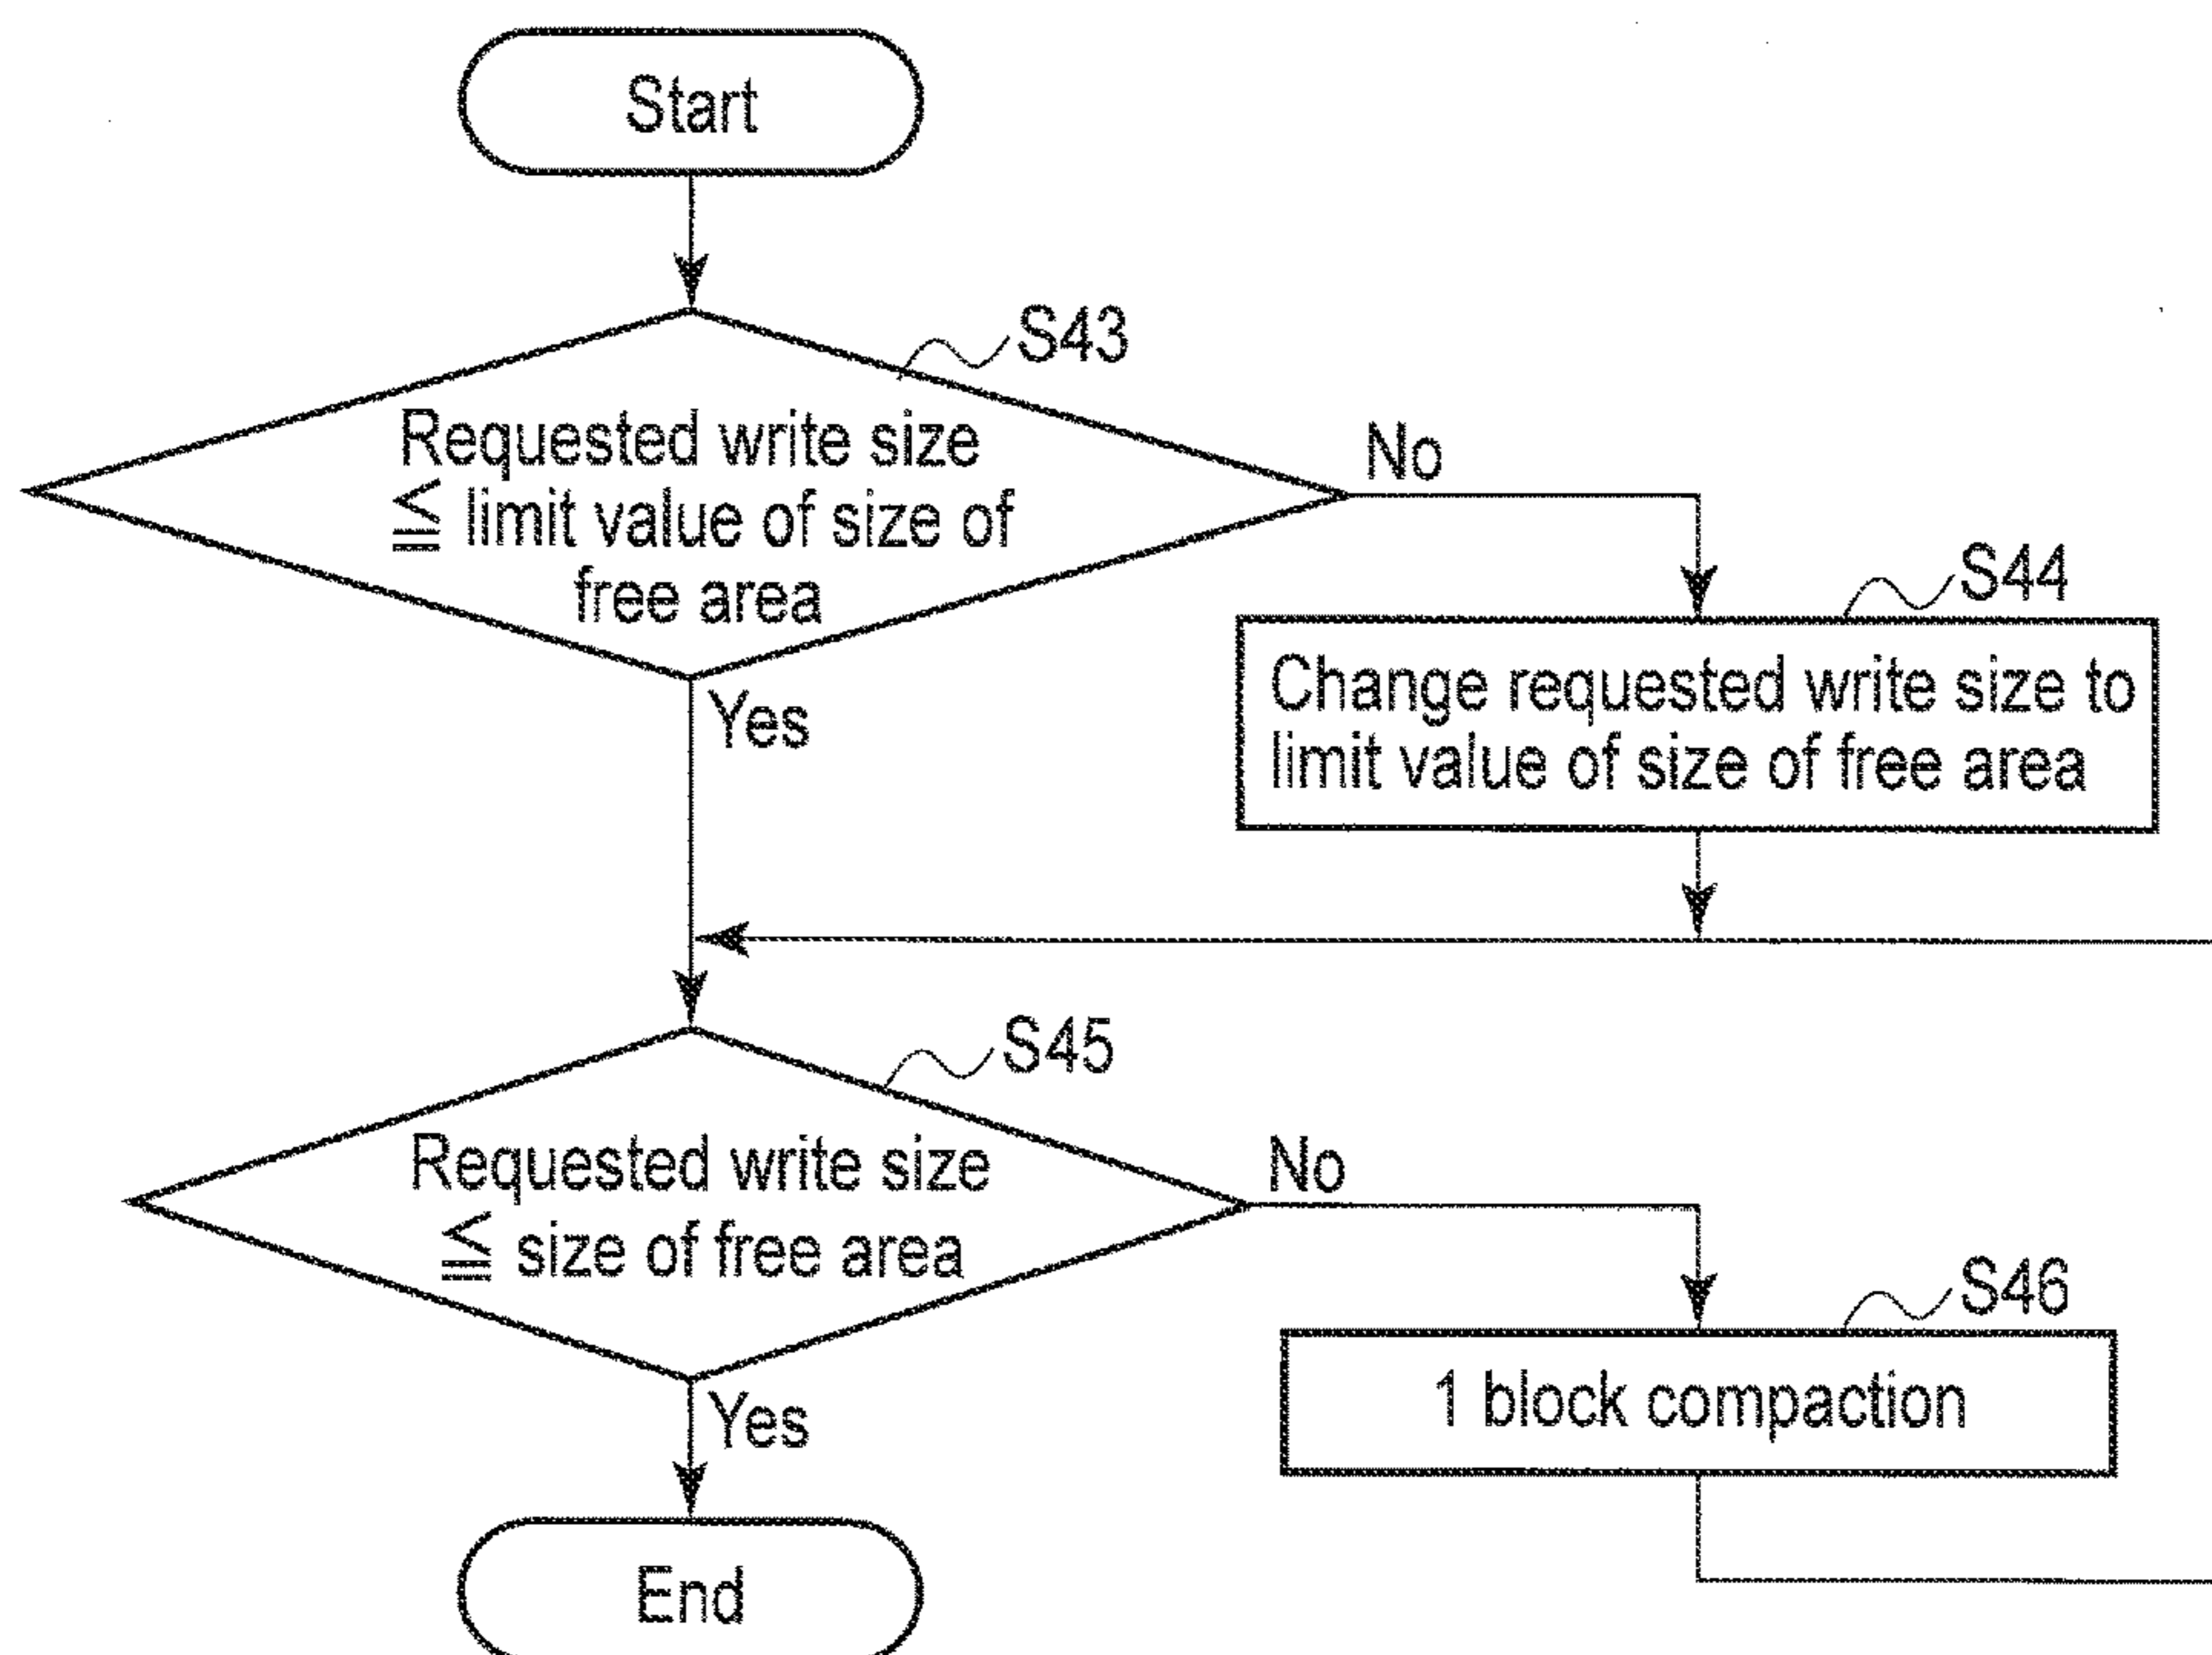 Start
S43
Requested write size
≦ limit value of size of
free area
No
Yes
S44
Change requested write size to
limit value of size of free area
S45
Requested write size
≦ size of free area
No
Yes
S46
1 block compaction
End